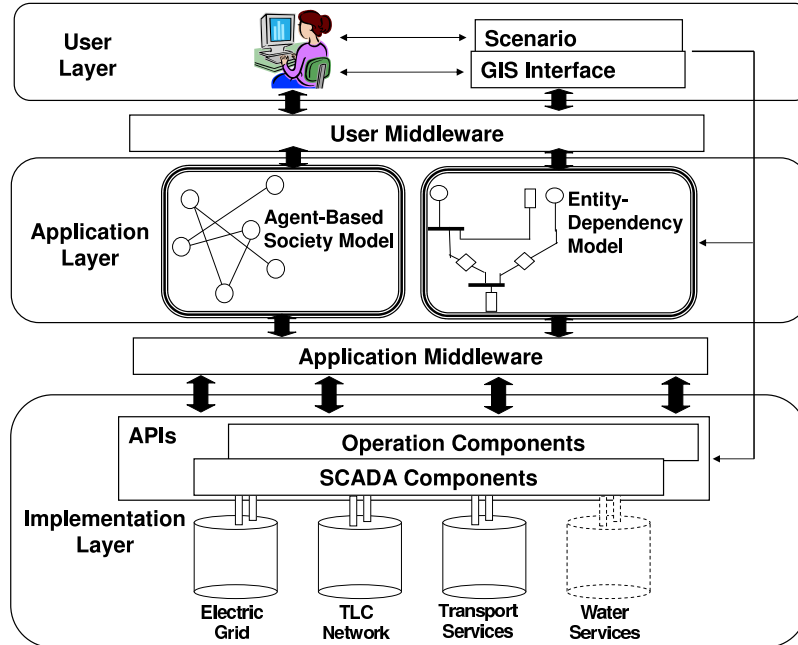 User
Layer
Scenario
GIS Interface
User Middleware
Application
Layer
Agent-Based
Society Model
Entity-
Dependency
Model
Application Middleware
Implementation
Layer
APIs
Operation Components
SCADA Components
Electric
Grid
TLC
Network
Transport
Services
Water
Services